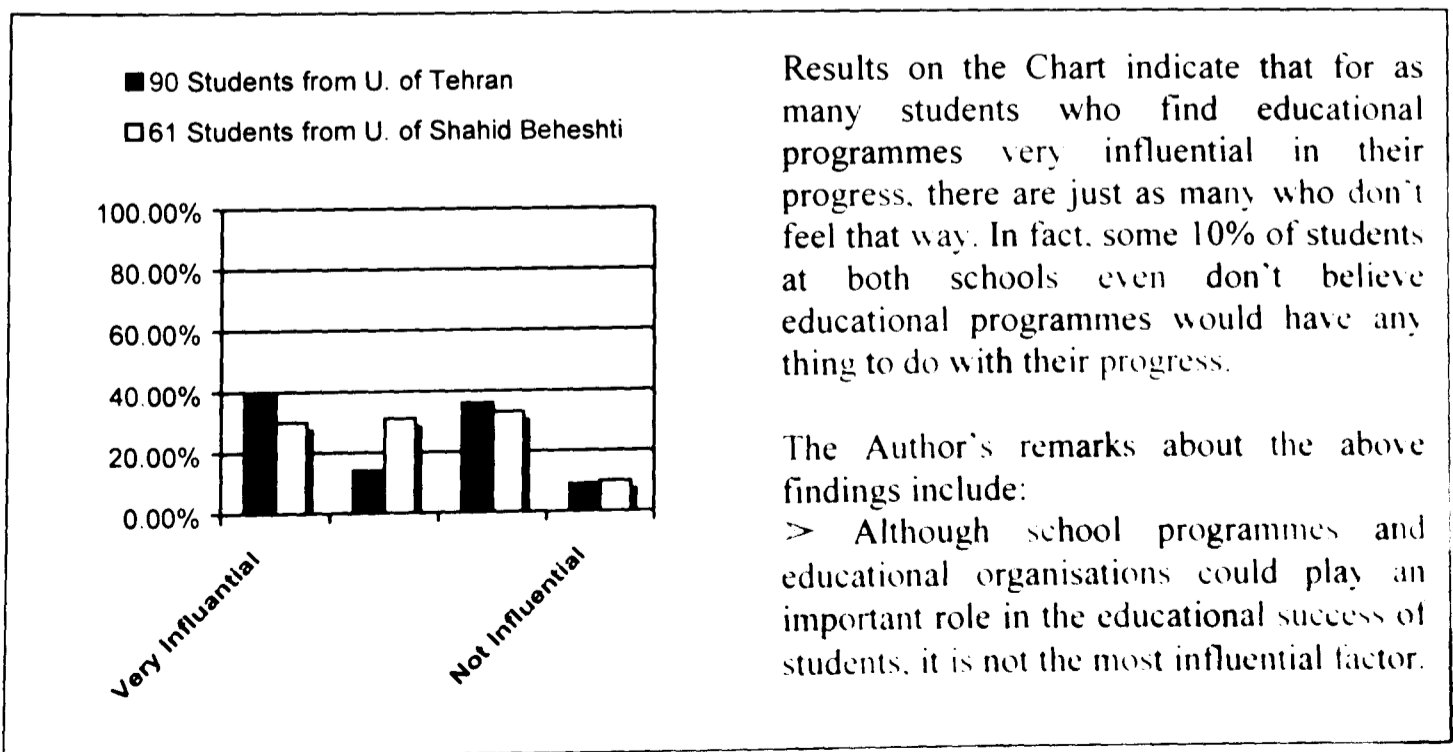 ■90 Students from U. of Tehran
□61 Students from U. of Shahid Beheshti
100.00%
80.00%
60.00%
40.00%
20.00%
0.00%
Very Influantial
Not Influential
Results on the Chart indicate that for as
many students who find educational
programmes very influential in their
progress, there are just as many who don't
feel that way. In fact, some 10% of students
at both schools even don't believe
educational programmes would have any
thing to do with their progress.
The Author's remarks about the above
findings include:
> Although school programmes and
educational organisations could play an
important role in the educational success of
students, it is not the most influential factor.